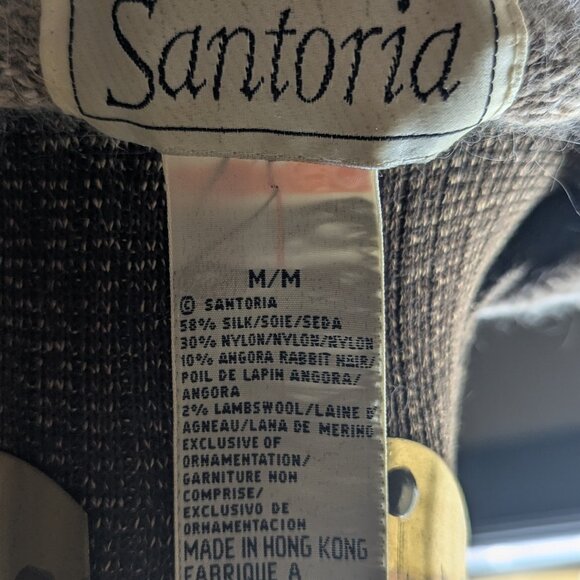 Santoria
M/M
© SANTORIA
58% SILK/SOIE/SEDA
30% NYLON/NYLON/NYLON
10% ANGORA RABBIT HAIR/
POIL DE LAPIN ANGORA/
ANGORA
2% LAMBSWOOL/LAINE D
AGNEAU/LANA DE MERINO
EXCLUSIVE OF
ORNAMENTATION/
GARNITURE NON
COMPRISE/
EXCLUSIVO DE
ORNAMENTACION
MADE IN HONG KONG
FABRIQUE A